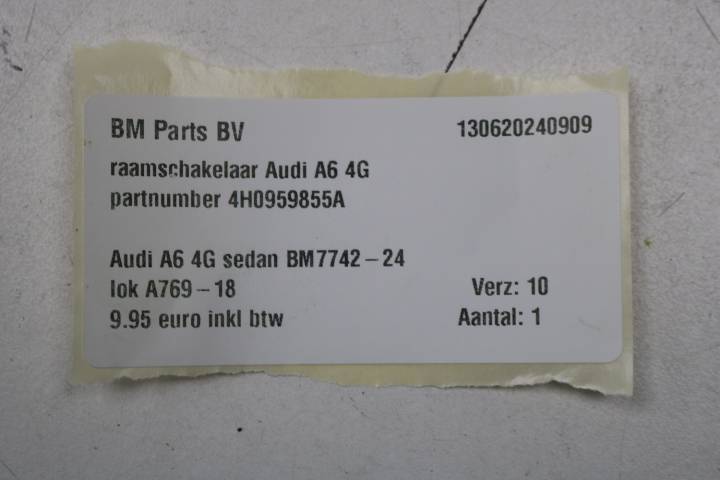 BM Parts BV 130620240909
raamschakelaar Audi A6 4G
partnumber 4H0959855A
Audi A6 4G sedan BM7742-24
lok A769-18 Verz: 10
9.95 euro inkl btw Aantal: 1